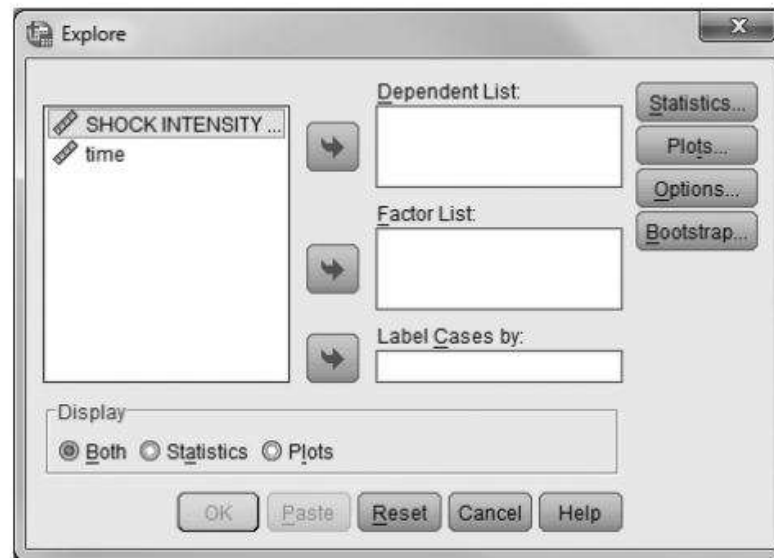 Explore
X
SHOCK INTENSITY ...
time
Dependent List:
Factor List:
Label Cases by:
Statistics...
Plots...
Options...
Bootstrap...
Display
Both Statistics Plots
OK Paste Reset Cancel Help